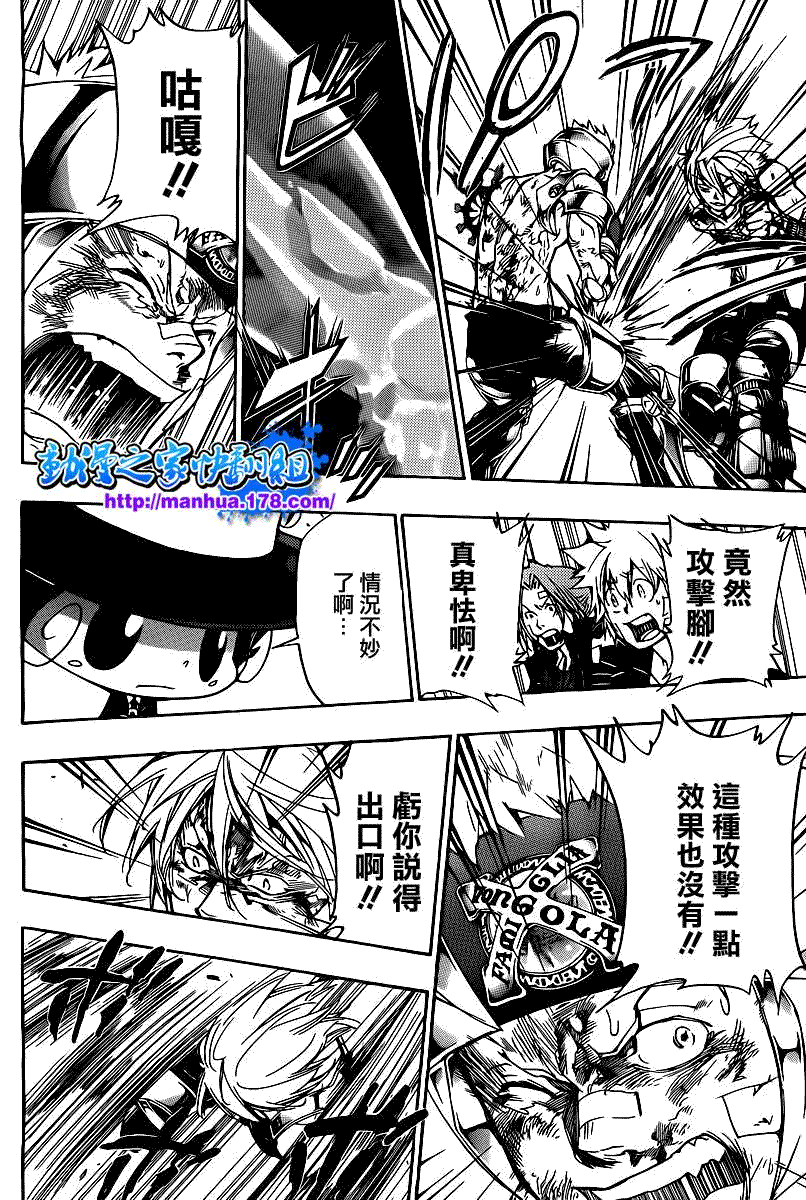 咕嘎!!
動漫之家快翻組
http://manhua.178.com/
竟然
攻擊腳!!
真卑怯啊!!
情況不妙
了啊…
這種攻擊一點
效果也沒有!!
VONGOLA
FAMIGLIA
虧你說得
出口啊!!